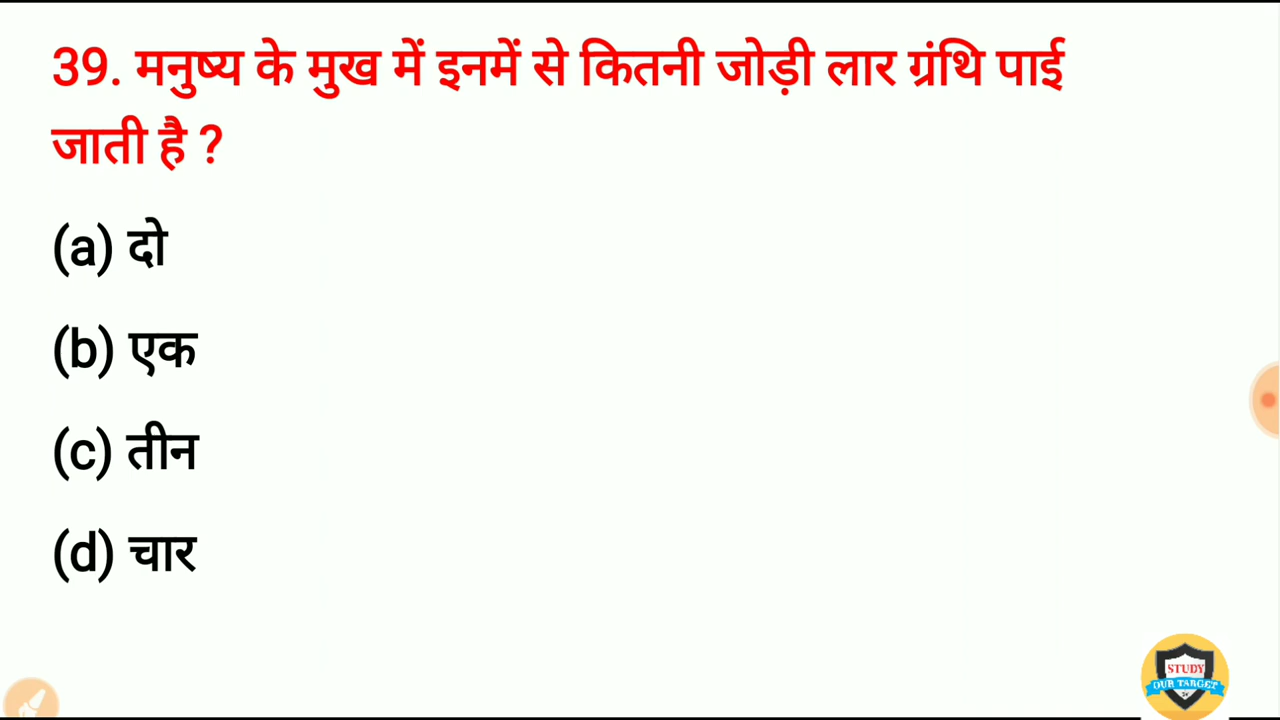 39. मनुष्य के मुख में इनमें से कितनी जोड़ी लार ग्रंथि पाई
जाती है ?
(a) दो
(b) एक
(c) तीन
(d) चार
STUDY
OUR TARGET